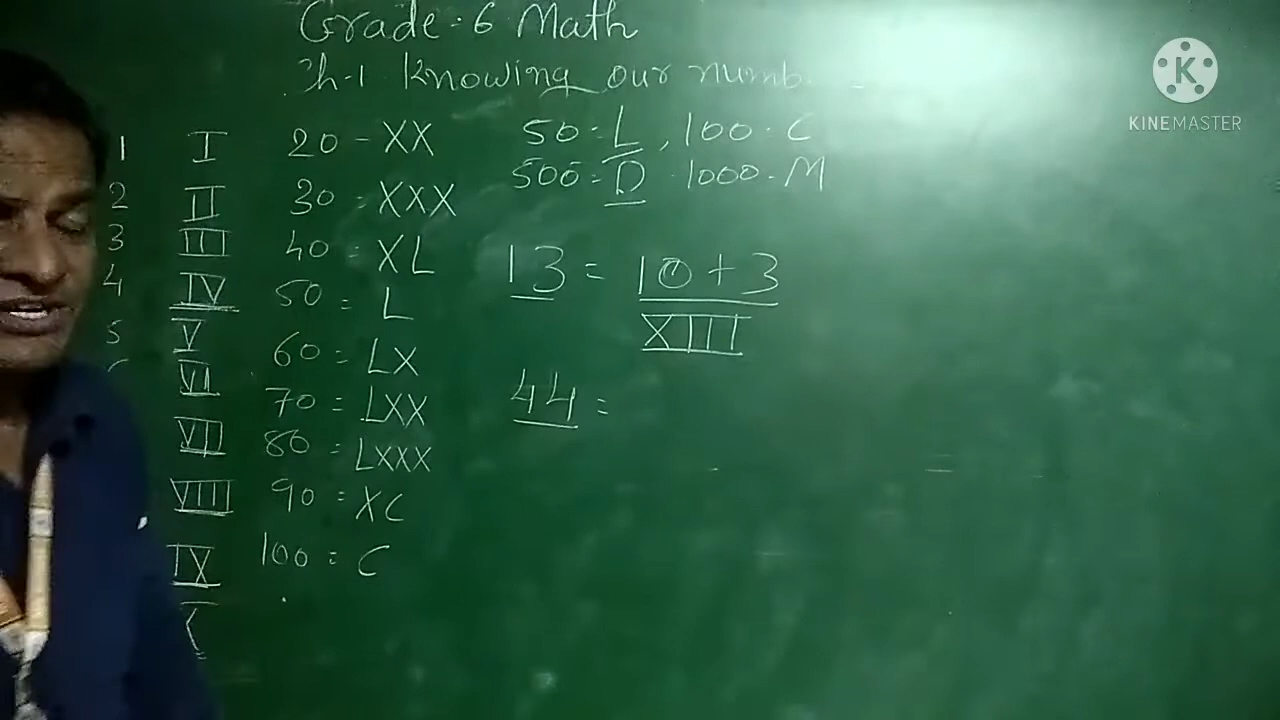 Grade : 6 Math
Ch-1 Knowing our
1 I
2 II
3 III
4 IV
5 V
VI
VII
VIII
IX
20 - XX
30 = XXX
40 = XL
50 = L
60 = LX
70 = LXX
80 = LXXX
90 = XC
100 = C
50 = L, 100 - C
500 = D 1000 - M
13 = 10 + 3
XIII
44 =
K
KINEMASTER